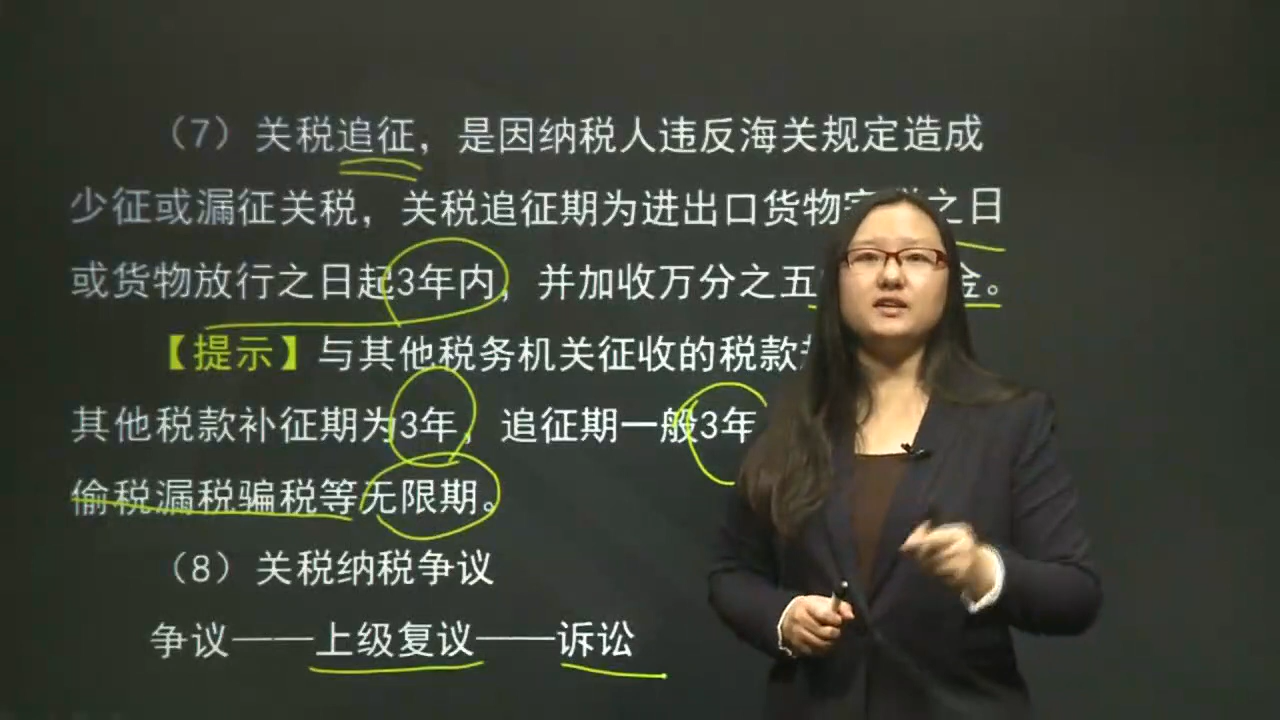 （7）关税追征，是因纳税人违反海关规定造成
少征或漏征关税，关税追征期为进出口货物完 之日
或货物放行之日起3年内，并加收万分之五 金。
【提示】与其他税务机关征收的税款
其他税款补征期为3年，追征期一般3年
偷税漏税骗税等无限期。
（8）关税纳税争议
争议——上级复议——诉讼